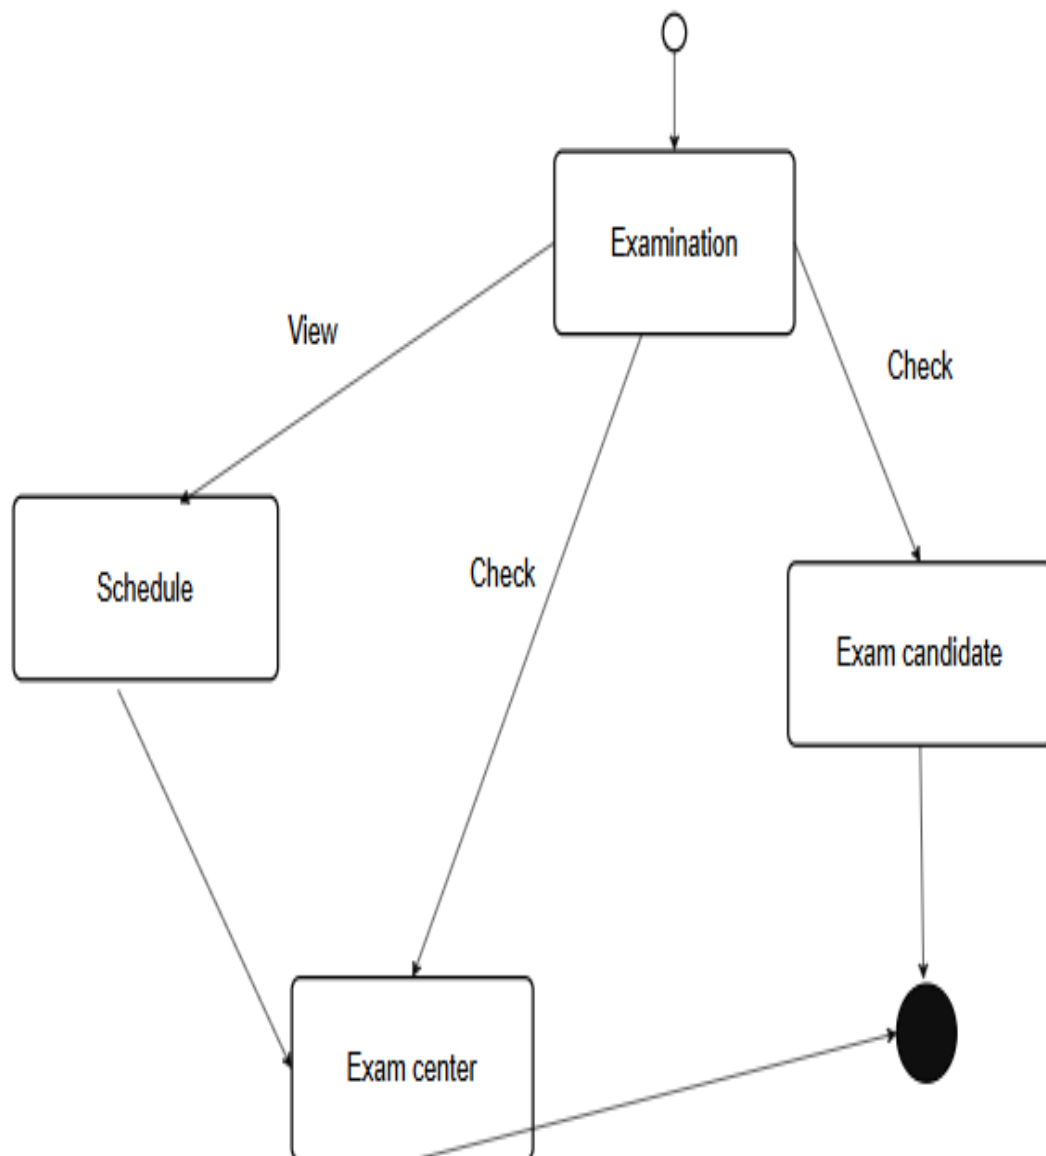 Examination
View
Check
Check
Schedule
Exam candidate
Exam center